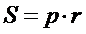 S = p · r